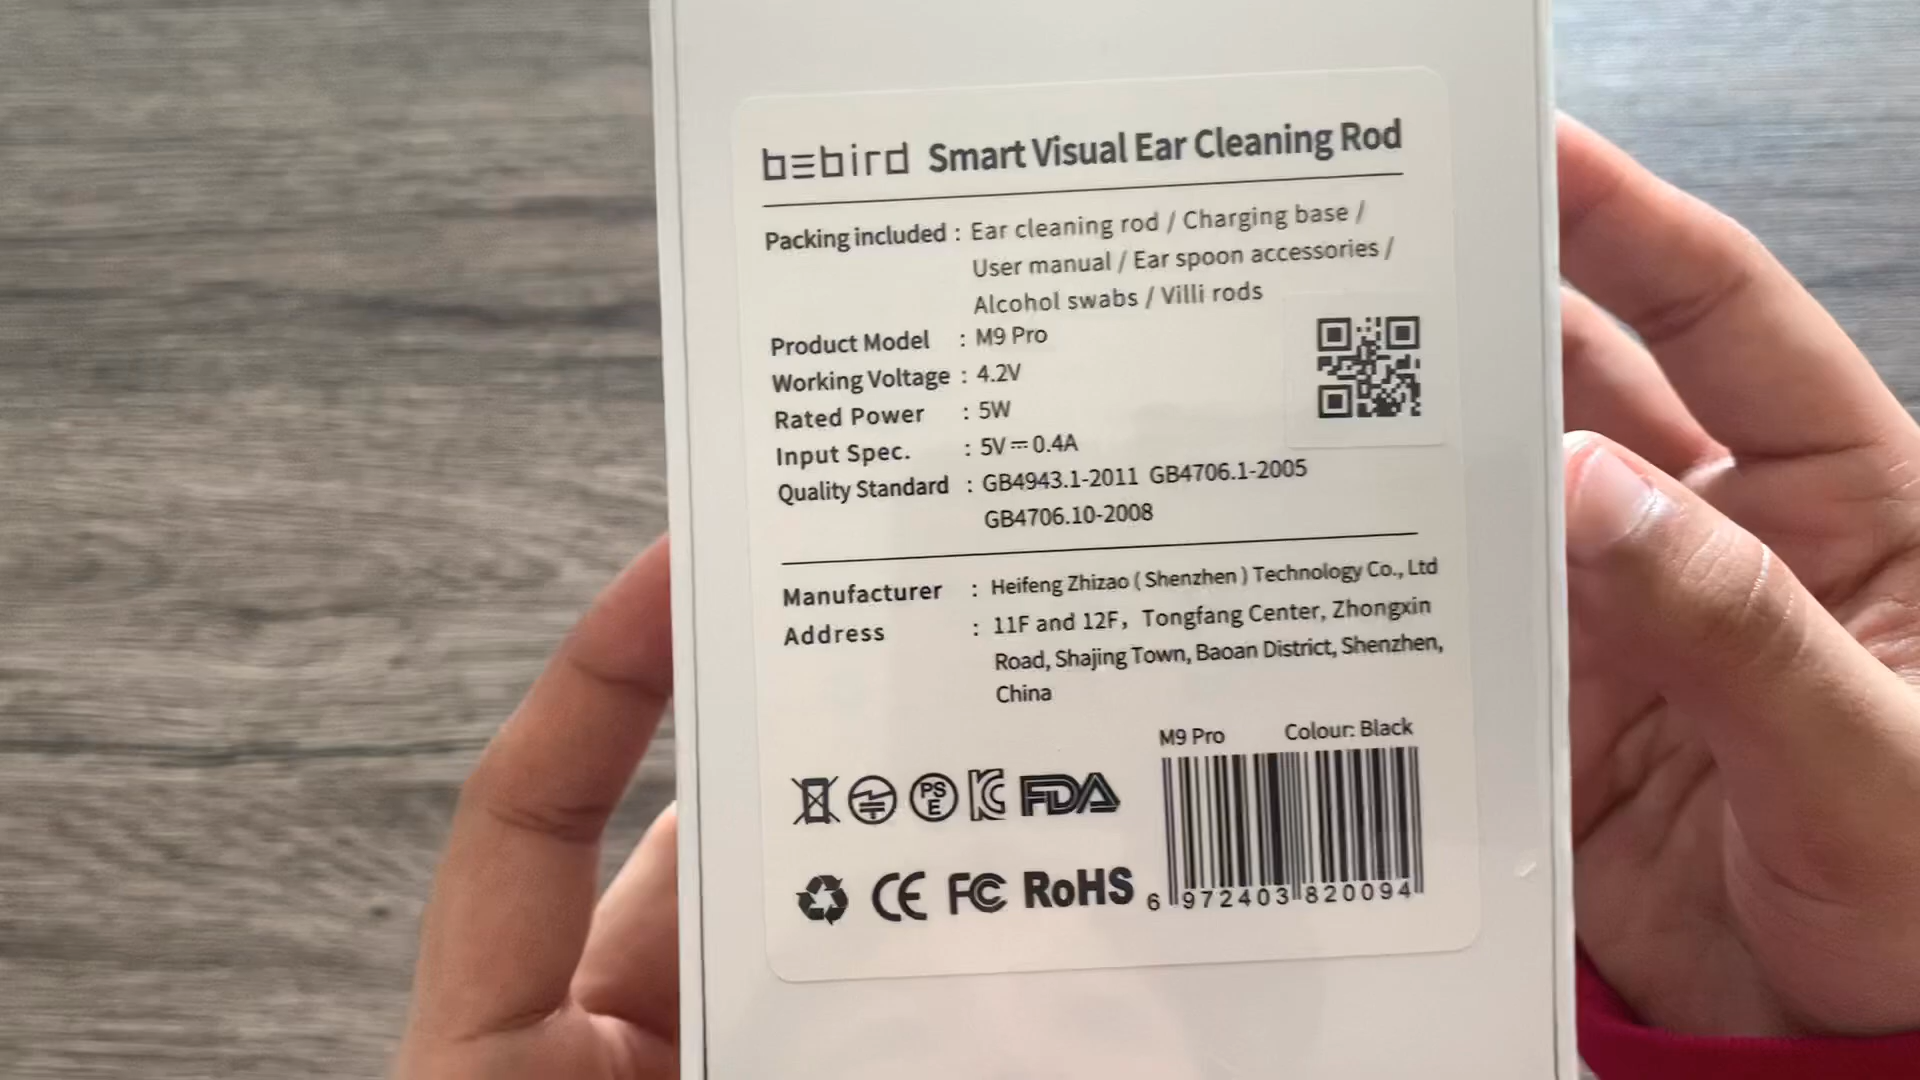 bebird Smart Visual Ear Cleaning Rod
Packing included : Ear cleaning rod / Charging base /
User manual / Ear spoon accessories /
Alcohol swabs / Villi rods
Product Model : M9 Pro
Working Voltage : 4.2V
Rated Power : 5W
Input Spec. : 5V⎓0.4A
Quality Standard : GB4943.1-2011 GB4706.1-2005
GB4706.10-2008
Manufacturer : Heifeng Zhizao ( Shenzhen ) Technology Co., Ltd
Address : 11F and 12F, Tongfang Center, Zhongxin
Road, Shajing Town, Baoan District, Shenzhen,
China
M9 Pro Colour: Black
PS E KC FDA
CE FC RoHS
6 972403 820094